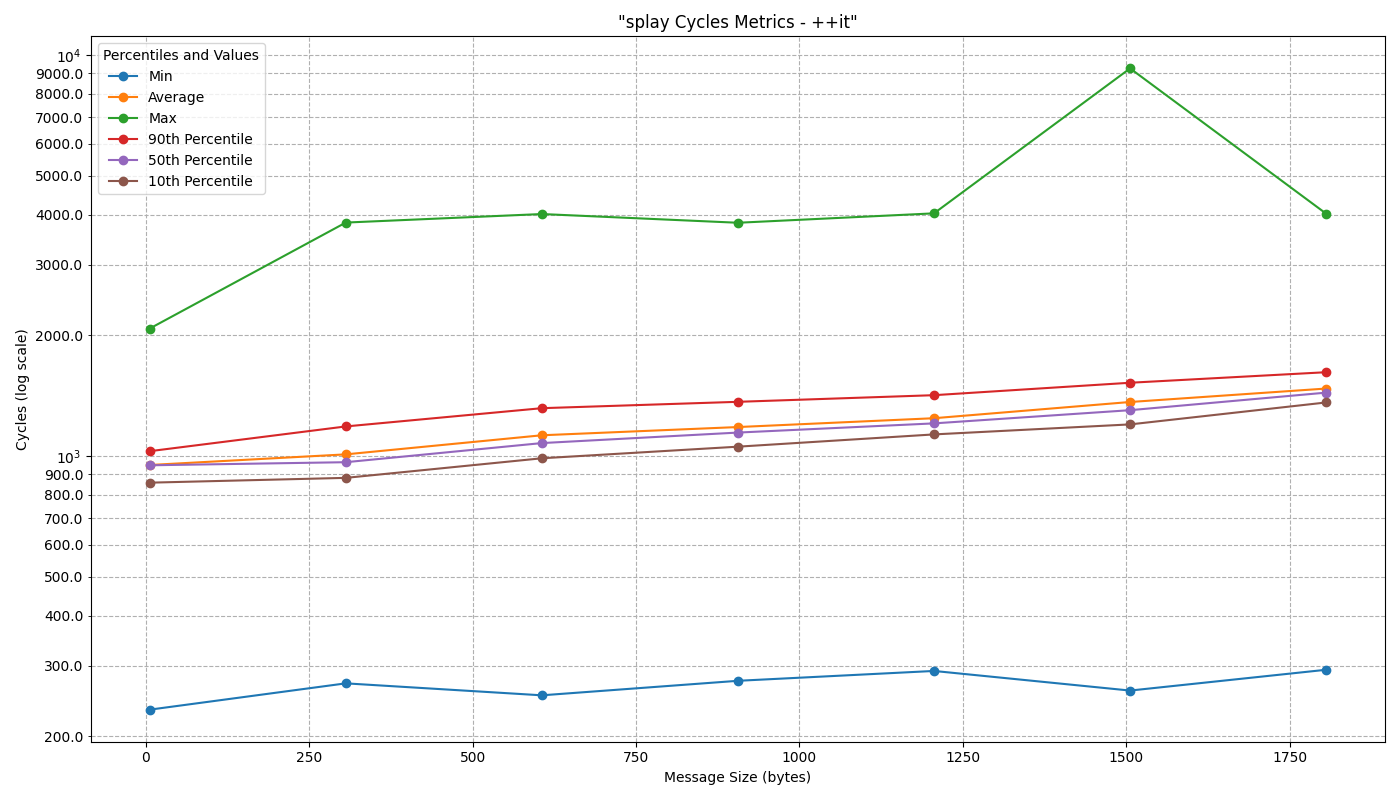 "splay Cycles Metrics - ++it"
Percentiles and Values
Min
Average
Max
90th Percentile
50th Percentile
10th Percentile
10⁴
9000.0
8000.0
7000.0
6000.0
5000.0
4000.0
3000.0
2000.0
10³
900.0
800.0
700.0
600.0
500.0
400.0
300.0
200.0
Cycles (log scale)
0 250 500 750 1000 1250 1500 1750
Message Size (bytes)